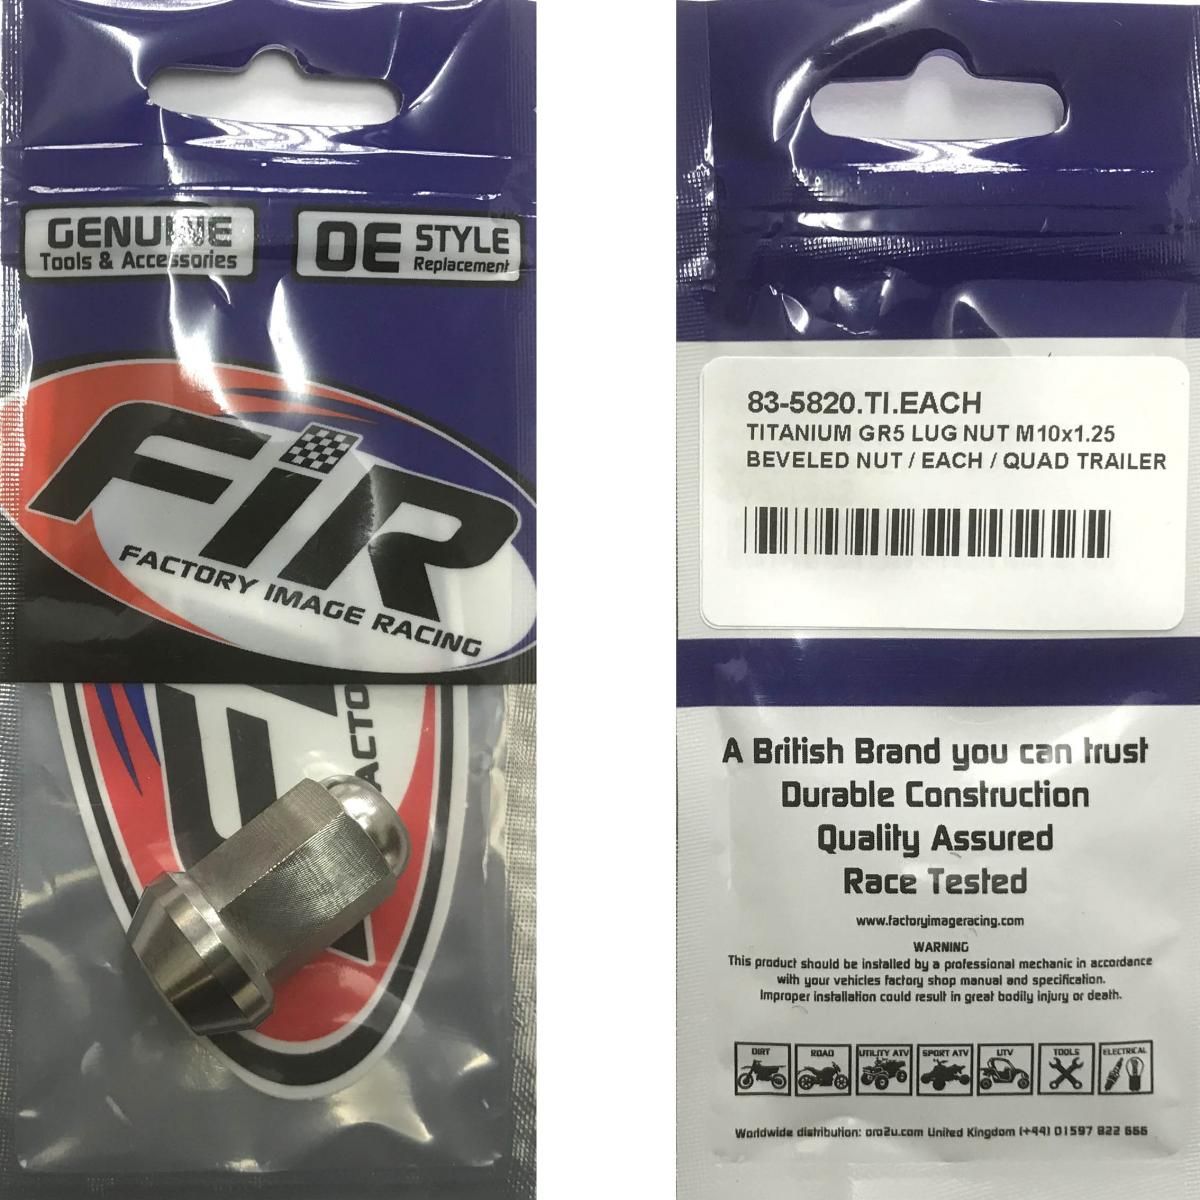 GENUINE
Tools & Accessories
OE STYLE
Replacement
FiR
FACTORY IMAGE RACING
F
FACTO
83-5820.TI.EACH
TITANIUM GR5 LUG NUT M10x1.25
BEVELED NUT / EACH / QUAD TRAILER
A British Brand you can trust
Durable Construction
Quality Assured
Race Tested
www.factoryimageracing.com
WARNING
This product should be installed by a professional mechanic in accordance
with your vehicles factory shop manual and specification.
Improper installation could result in great bodily injury or death.
DIRT ROAD UTILITY ATV SPORT ATV UTV TOOLS ELECTRICAL
Worldwide distribution: oro2u.com United Kingdom (+44) 01597 822 666